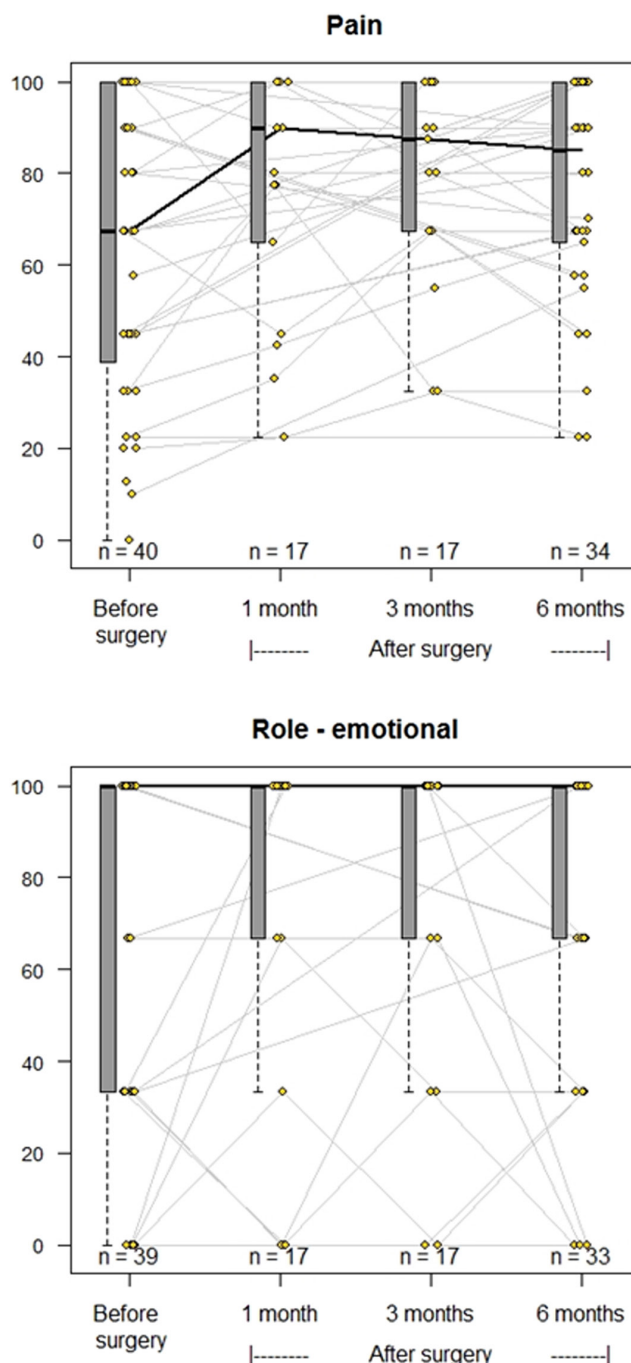 Pain
100
80
60
40
20
0
n = 40 n = 17 n = 17 n = 34
Before surgery 1 month 3 months 6 months
|-------- After surgery --------|
Role - emotional
100
80
60
40
20
0
n = 39 n = 17 n = 17 n = 33
Before surgery 1 month 3 months 6 months
|-------- After surgery --------|